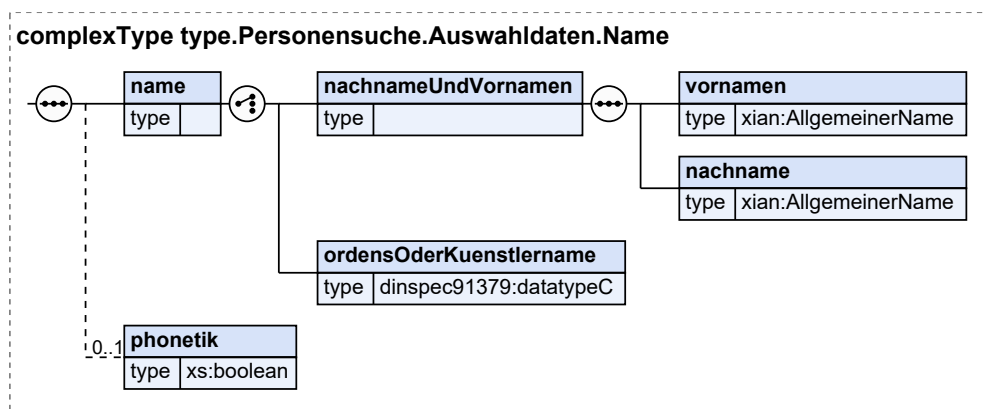 complexType type.Personensuche.Auswahldaten.Name
name
type
nachnameUndVornamen
type
vornamen
type xian:AllgemeinerName
nachname
type xian:AllgemeinerName
ordensOderKuenstlername
type dinspec91379:datatypeC
0..1
phonetik
type xs:boolean